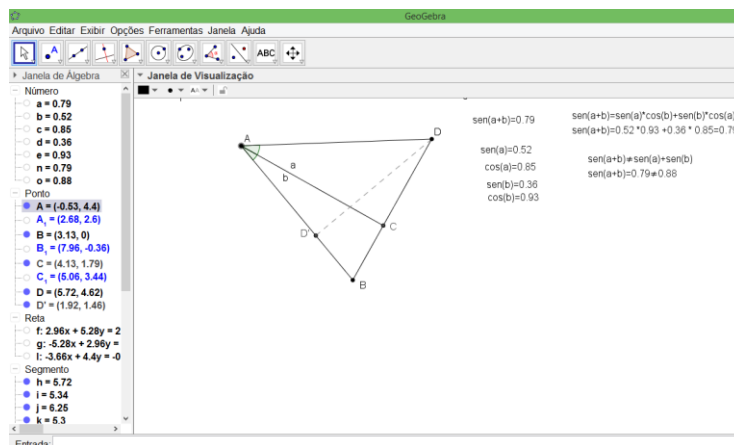 GeoGebra
Arquivo Editar Exibir Opções Ferramentas Janela Ajuda
A
ABC
Janela de Álgebra
Janela de Visualização
Número
a = 0.79
b = 0.52
c = 0.85
d = 0.36
e = 0.93
n = 0.79
o = 0.88
Ponto
A = (-0.53, 4.4)
A₁ = (2.68, 2.6)
B = (3.13, 0)
B₁ = (7.96, -0.36)
C = (4.13, 1.79)
C₁ = (5.06, 3.44)
D = (5.72, 4.62)
D' = (1.92, 1.46)
Reta
f: 2.96x + 5.28y = 2
g: -5.28x + 2.96y =
l: -3.66x + 4.4y = -0
Segmento
h = 5.72
i = 5.34
j = 6.25
k = 5.3
Entrada:
A
D
a
b
C
D'
B
sen(a+b)=0.79
sen(a)=0.52
cos(a)=0.85
sen(b)=0.36
cos(b)=0.93
sen(a+b)=sen(a)*cos(b)+sen(b)*cos(a)
sen(a+b)=0.52 *0.93 +0.36 * 0.85=0.79
sen(a+b)≠sen(a)+sen(b)
sen(a+b)=0.79≠0.88